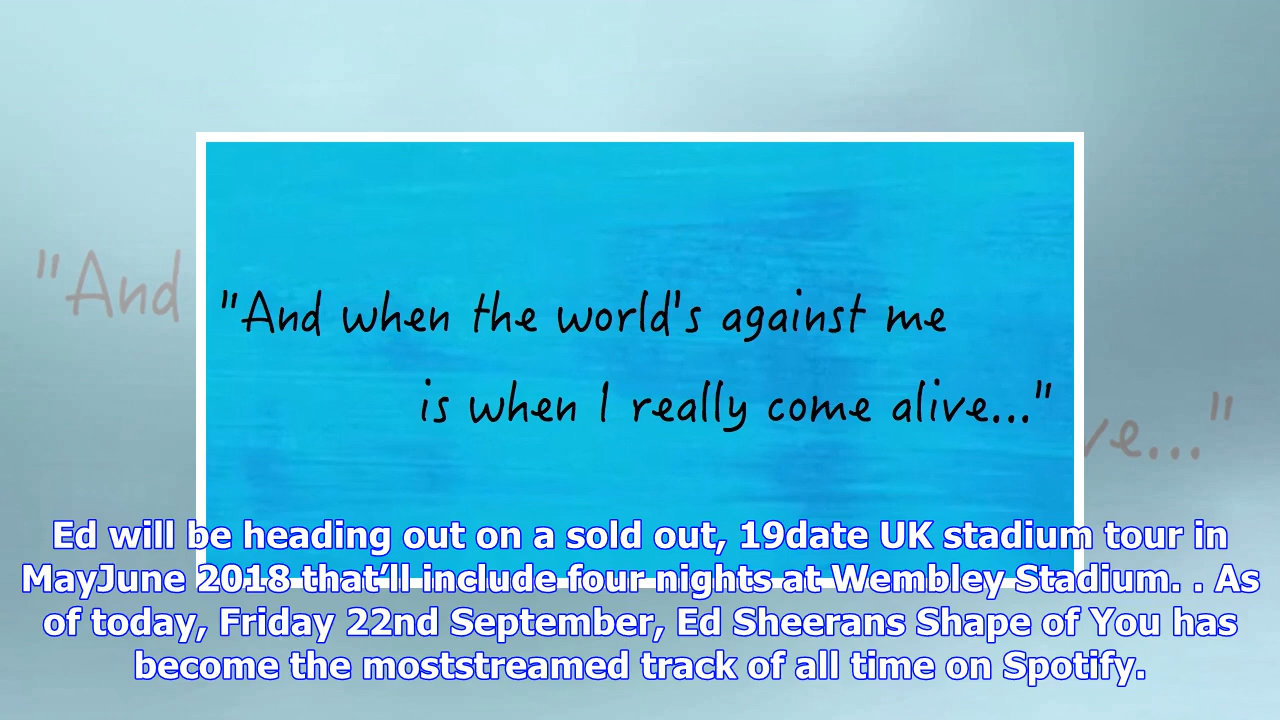 "And when the world's against me
is when I really come alive..."
"And
ve..."
Ed will be heading out on a sold out, 19date UK stadium tour in
MayJune 2018 that’ll include four nights at Wembley Stadium. . As
of today, Friday 22nd September, Ed Sheerans Shape of You has
become the moststreamed track of all time on Spotify.